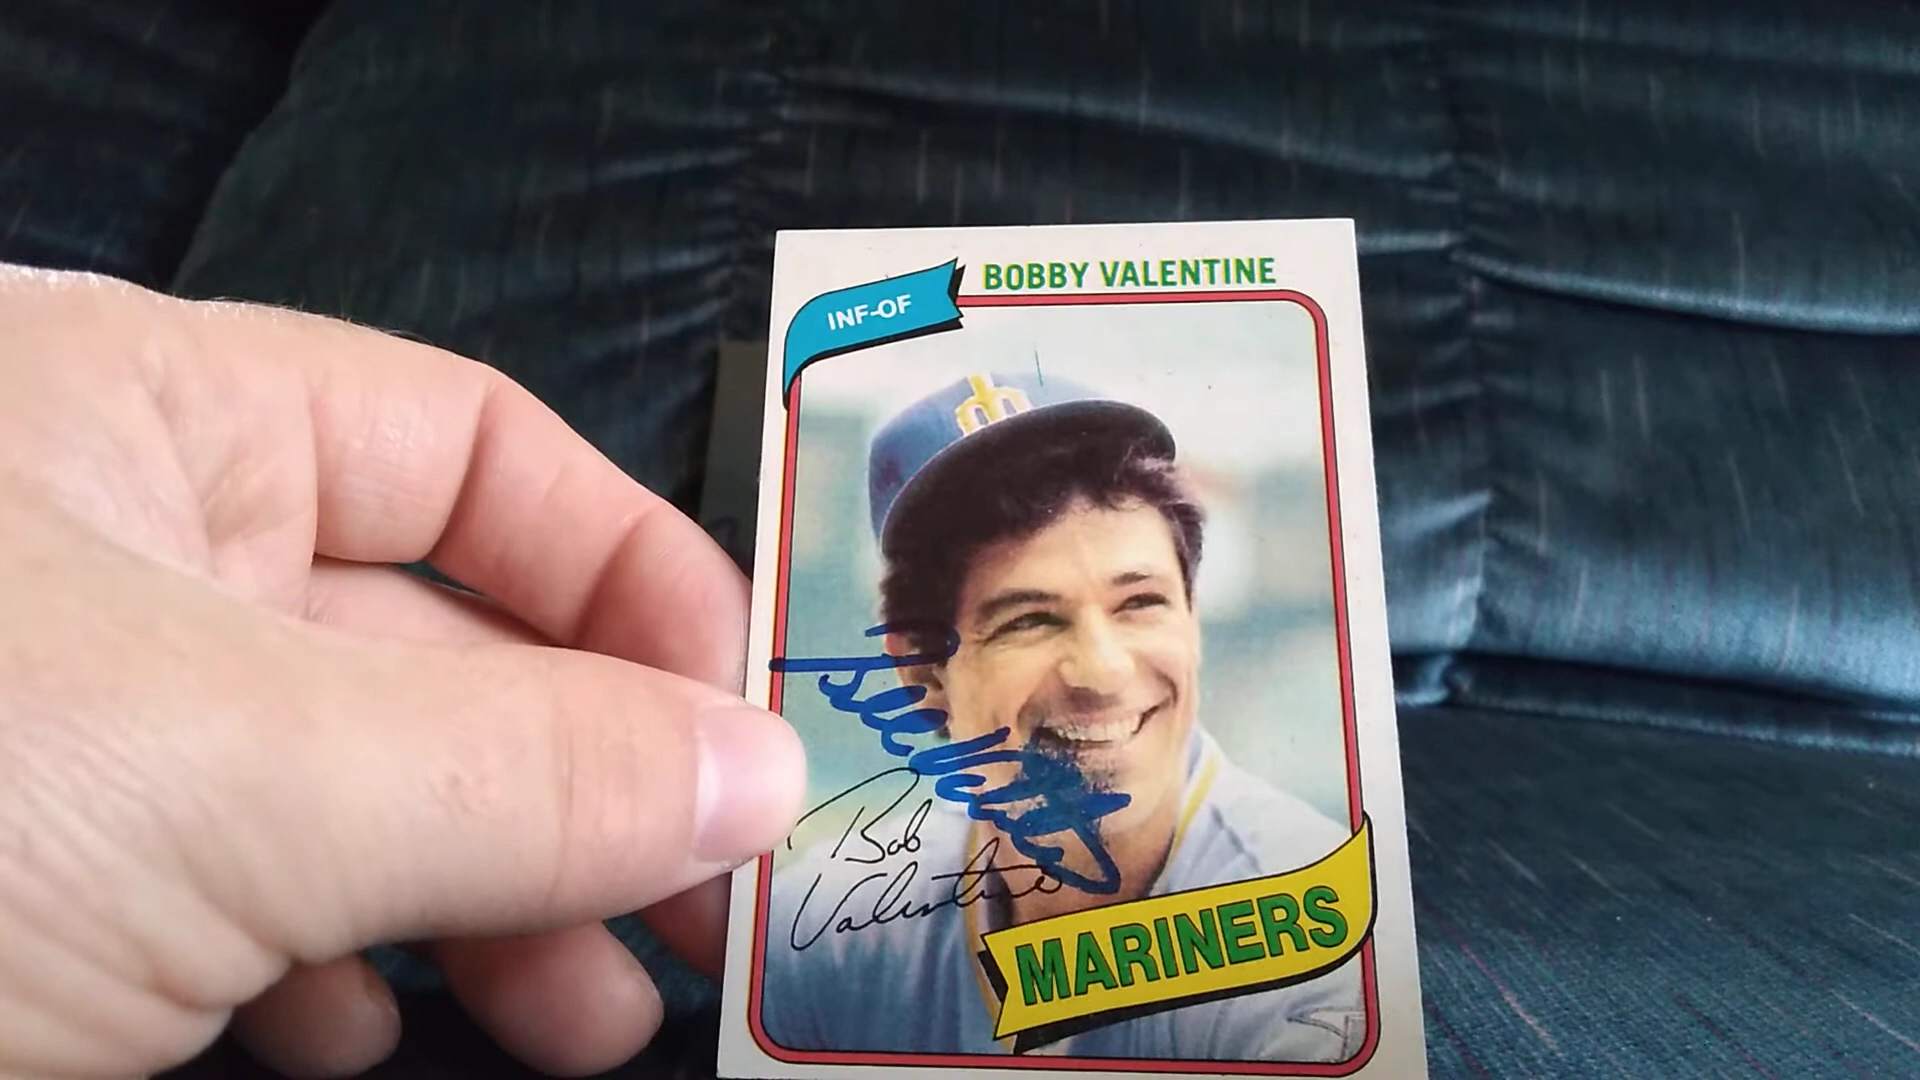 BOBBY VALENTINE
INF-OF
Bob
Valentine
MARINERS